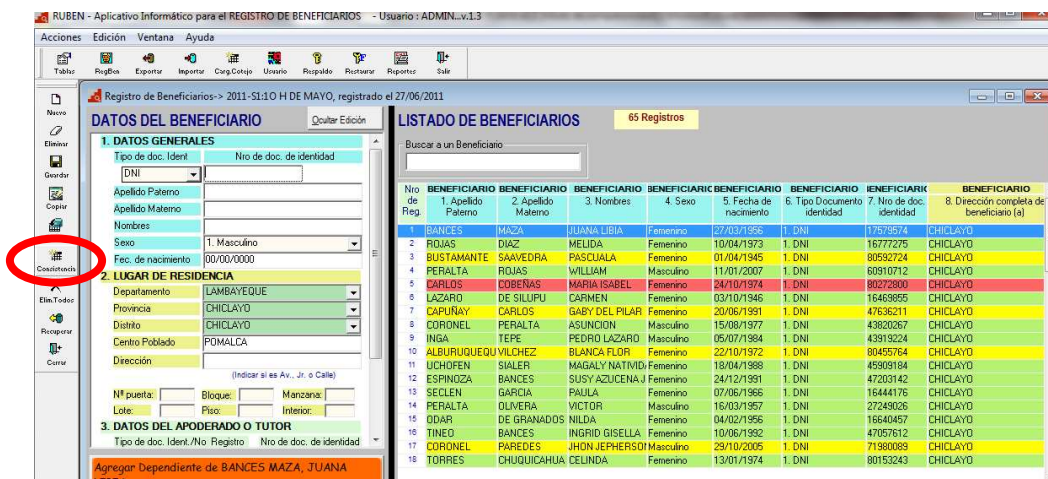 RUBEN - Aplicativo Informático para el REGISTRO DE BENEFICIARIOS - Usuario : ADMIN...v.1.3
Acciones Edición Ventana Ayuda
Tablas RegBen Exportar Importar Carg.Cotejo Usuario Respaldo Restaurar Reportes Salir
Nuevo
Eliminar
Guardar
Copiar
Consistencia
Elim.Todos
Recuperar
Cerrar
Registro de Beneficiarios-> 2011-S1:1O H DE MAYO, registrado el 27/06/2011
DATOS DEL BENEFICIARIO Ocultar Edición
1. DATOS GENERALES
Tipo de doc. Ident Nro de doc. de identidad
DNI
Apellido Paterno
Apellido Materno
Nombres
Sexo 1. Masculino
Fec. de nacimiento 00/00/0000
2. LUGAR DE RESIDENCIA
Departamento LAMBAYEQUE
Provincia CHICLAYO
Distrito CHICLAYO
Centro Poblado POMALCA
Dirección
(Indicar si es Av., Jr. o Calle)
Nº puerta: Bloque: Manzana:
Lote: Piso: Interior:
3. DATOS DEL APODERADO O TUTOR
Tipo de doc. Ident./No Registro Nro de doc. de identidad
Agregar Dependiente de BANCES MAZA, JUANA
LISTADO DE BENEFICIARIOS 65 Registros
Buscar a un Beneficiario
Nro de Reg. BENEFICIARIO 1. Apellido Paterno BENEFICIARIO 2. Apellido Materno BENEFICIARIO 3. Nombres BENEFICIARIO 4. Sexo BENEFICIARIO 5. Fecha de nacimiento BENEFICIARIO 6. Tipo Documento identidad IENEFICIARI 7. Nro de doc. identidad BENEFICIARIO 8. Dirección completa de beneficiario (a)
1 BANCES MAZA JUANA LIBIA Femenino 27/03/1956 1. DNI 17579574 CHICLAYO
2 ROJAS DIAZ MELIDA Femenino 10/04/1973 1. DNI 16777275 CHICLAYO
3 BUSTAMANTE SAAVEDRA PASCUALA Femenino 01/04/1945 1. DNI 80592724 CHICLAYO
4 PERALTA ROJAS WILLIAM Masculino 11/01/2007 1. DNI 60910712 CHICLAYO
5 CARLOS COBEÑAS MARIA ISABEL Femenino 24/10/1974 1. DNI 80272800 CHICLAYO
6 LAZARO DE SILUPU CARMEN Femenino 03/10/1946 1. DNI 16469855 CHICLAYO
7 CAPUÑAY CARLOS GABY DEL PILAR Femenino 20/06/1991 1. DNI 47636211 CHICLAYO
8 CORONEL PERALTA ASUNCION Masculino 15/08/1977 1. DNI 43820267 CHICLAYO
9 INGA TEPE PEDRO LAZARO Masculino 05/07/1984 1. DNI 43919224 CHICLAYO
10 ALBURUQUEQU VILCHEZ BLANCA FLOR Femenino 22/10/1972 1. DNI 80455764 CHICLAYO
11 UCHOFEN SIALER MAGALY NATIVID Femenino 18/04/1988 1. DNI 45909184 CHICLAYO
12 ESPINOZA BANCES SUSY AZUCENA J Femenino 24/12/1991 1. DNI 47203142 CHICLAYO
13 SECLEN GARCIA PAULA Femenino 07/06/1966 1. DNI 16444176 CHICLAYO
14 PERALTA OLIVERA VICTOR Masculino 16/03/1957 1. DNI 27249026 CHICLAYO
15 ODAR DE GRANADOS NILDA Femenino 04/02/1956 1. DNI 16640457 CHICLAYO
16 TINEO BANCES INGRID GISELLA Femenino 10/06/1992 1. DNI 47057612 CHICLAYO
17 CORONEL PAREDES JHON JEPHERSON Masculino 29/10/2005 1. DNI 71980089 CHICLAYO
18 TORRES CHUQUICAHUA CELINDA Femenino 13/01/1974 1. DNI 80153243 CHICLAYO